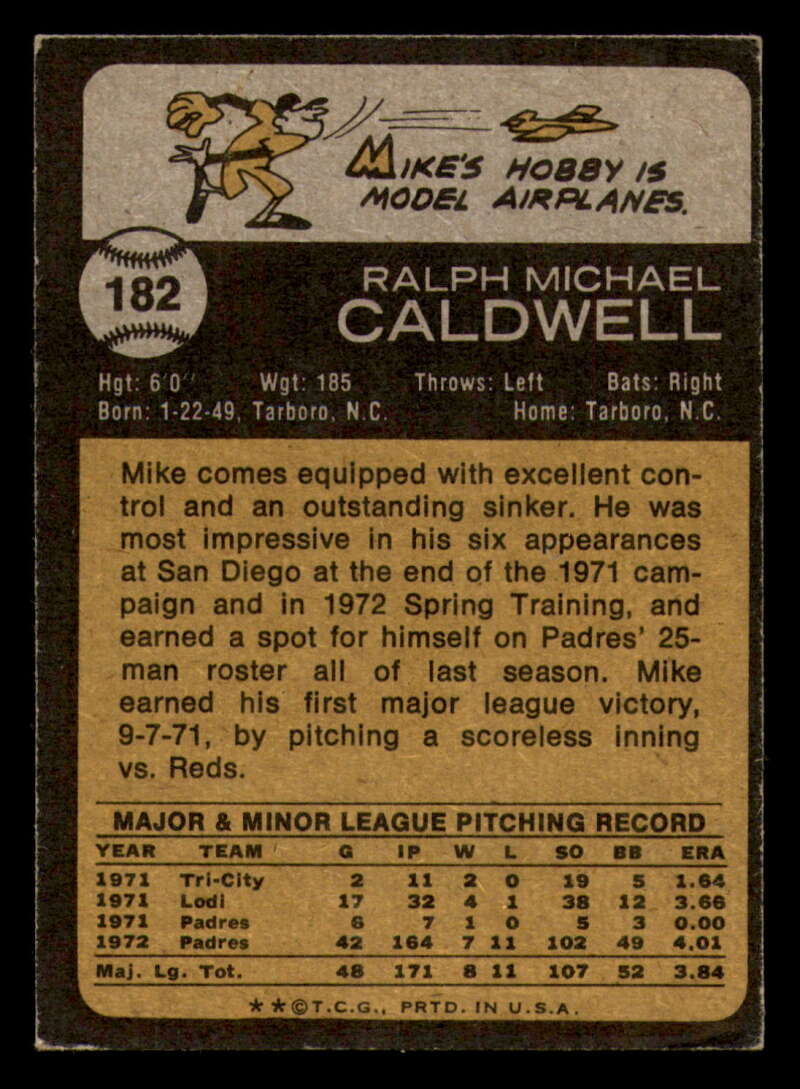 MIKE'S HOBBY IS
MODEL AIRPLANES.
182
RALPH MICHAEL
CALDWELL
Hgt: 6'0" Wgt: 185 Throws: Left Bats: Right
Born: 1-22-49, Tarboro, N.C. Home: Tarboro, N.C.
Mike comes equipped with excellent con-
trol and an outstanding sinker. He was
most impressive in his six appearances
at San Diego at the end of the 1971 cam-
paign and in 1972 Spring Training, and
earned a spot for himself on Padres' 25-
man roster all of last season. Mike
earned his first major league victory,
9-7-71, by pitching a scoreless inning
vs. Reds.
MAJOR & MINOR LEAGUE PITCHING RECORD
YEAR TEAM G IP W L SO BB ERA
1971 Tri-City 2 11 2 0 19 5 1.64
1971 Lodi 17 32 4 1 38 12 3.66
1971 Padres 6 7 1 0 5 3 0.00
1972 Padres 42 164 7 11 102 49 4.01
Maj. Lg. Tot. 48 171 8 11 107 52 3.84
**©T.C.G., PRTD. IN U.S.A.